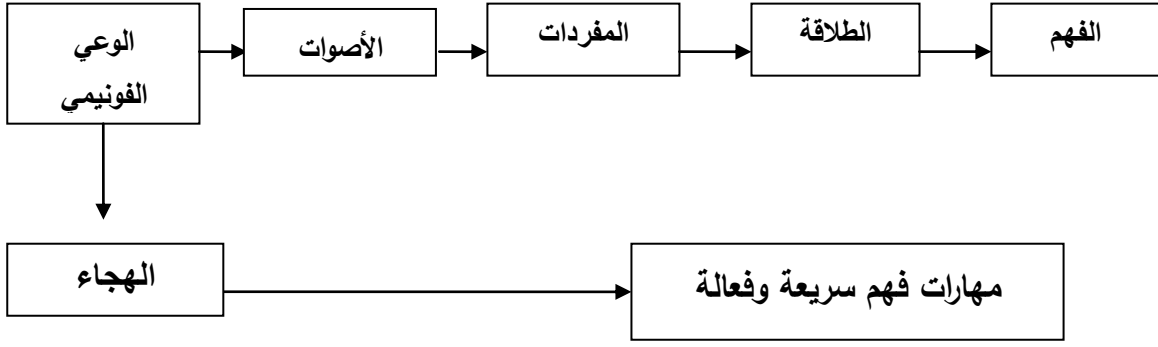 الوعي
الفونيمي
الأصوات
المفردات
الطلاقة
الفهم
الهجاء
مهارات فهم سريعة وفعالة